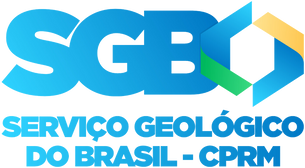 SGB
SERVIÇO GEOLÓGICO
DO BRASIL - CPRM